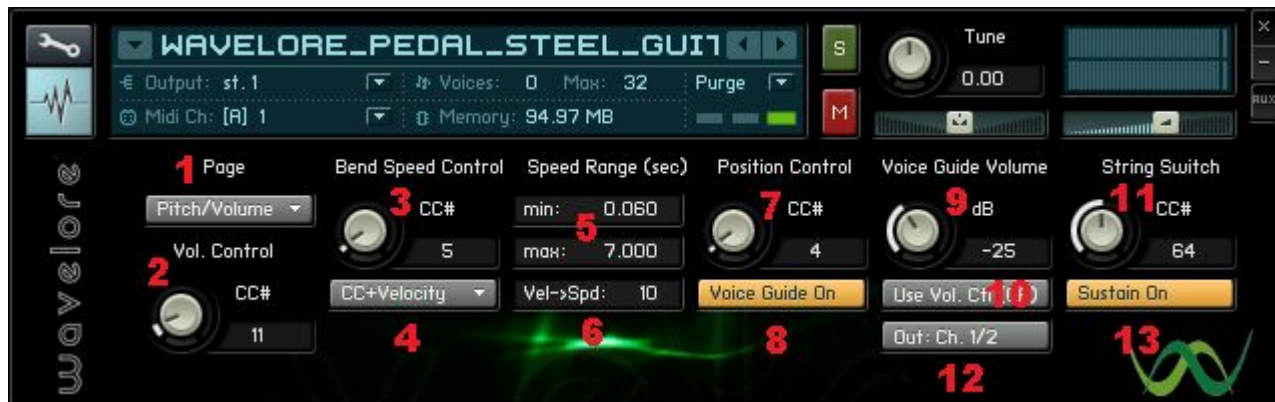 WAVELORE_PEDAL_STEEL_GUIT
S
Tune
0.00
×
–
AUX
Output: st. 1
Voices: 0 Max: 32
Purge
Midi Ch: [A] 1
Memory: 94.97 MB
M
wavelore
1 Page
Pitch/Volume
2 Vol. Control
CC#
11
Bend Speed Control
3 CC#
5
CC+Velocity
4
Speed Range (sec)
min: 0.060
5
max: 7.000
Vel->Spd: 10
6
Position Control
7 CC#
4
Voice Guide On
8
Voice Guide Volume
9 dB
-25
Use Vol. Ctr
10
Out: Ch. 1/2
12
String Switch
11 CC#
64
Sustain On
13